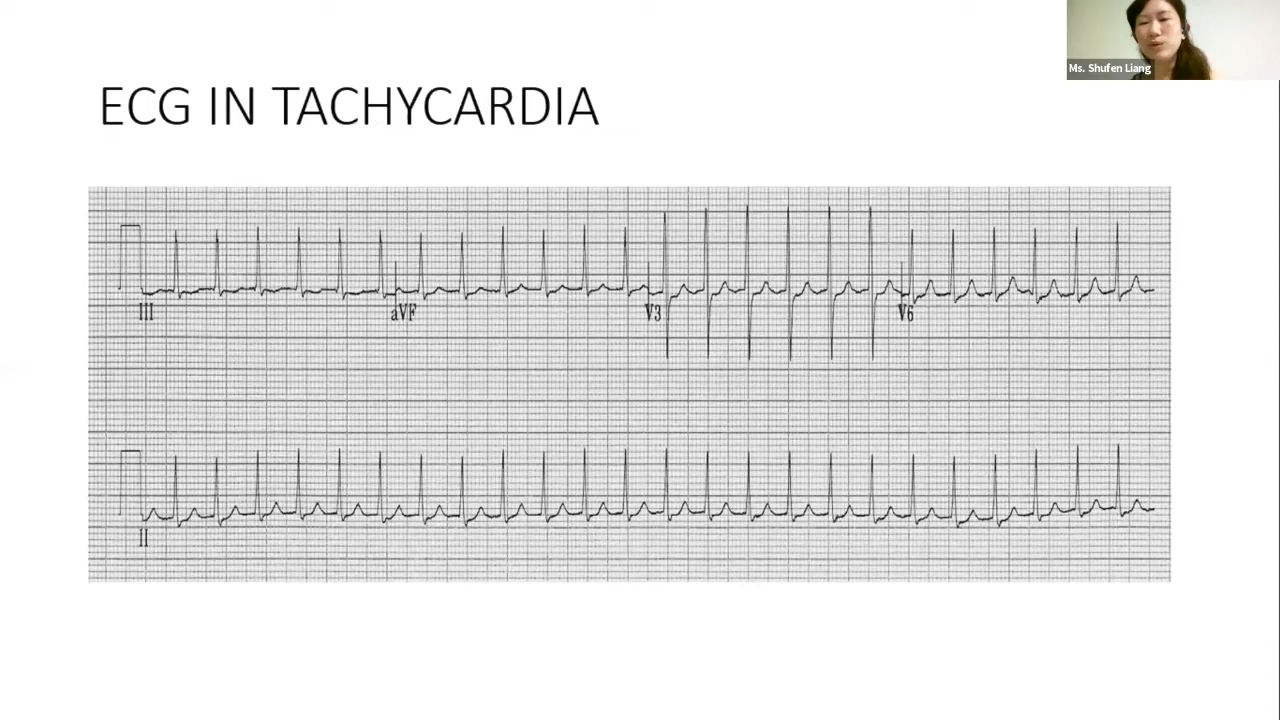 Ms. Shufen Liang
ECG IN TACHYCARDIA
III
aVF
V3
V6
II